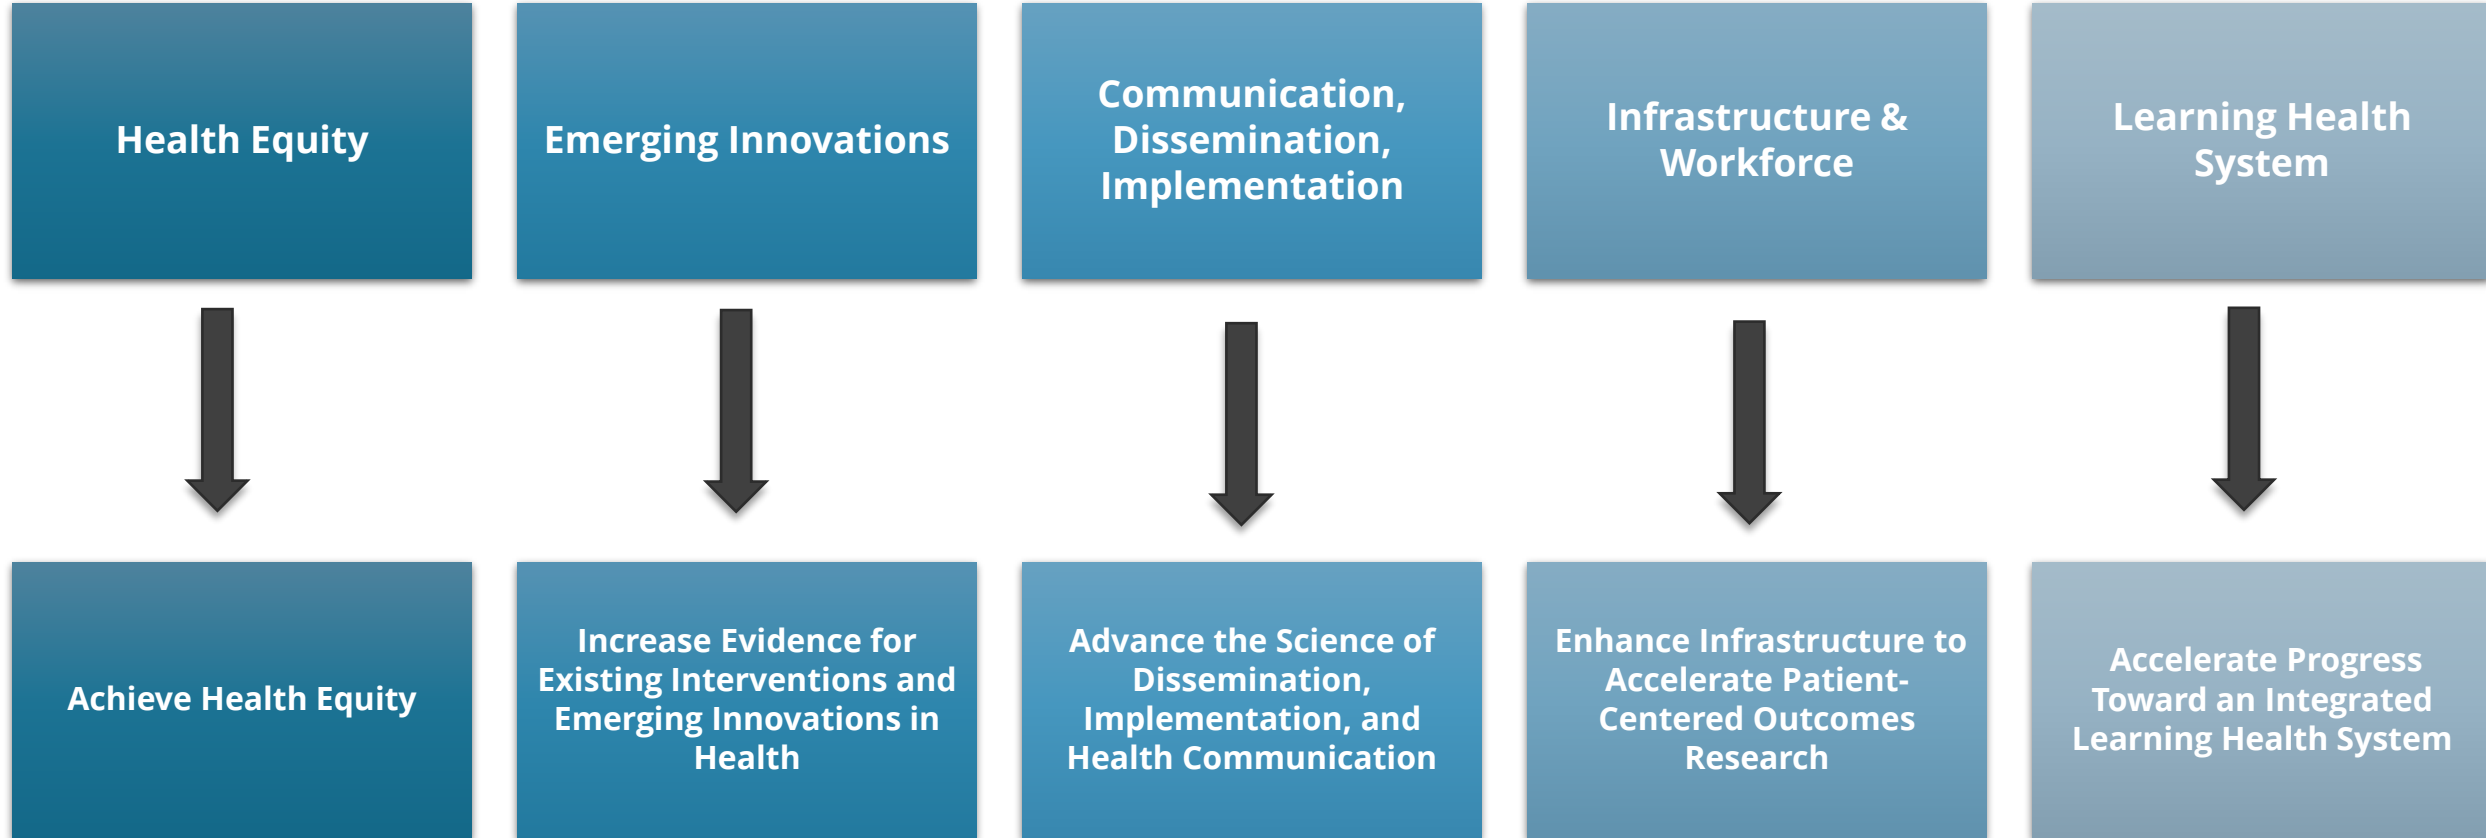 Health Equity
Emerging Innovations
Communication,
Dissemination,
Implementation
Infrastructure &
Workforce
Learning Health
System
Achieve Health Equity
Increase Evidence for
Existing Interventions and
Emerging Innovations in
Health
Advance the Science of
Dissemination,
Implementation, and
Health Communication
Enhance Infrastructure to
Accelerate Patient-
Centered Outcomes
Research
Accelerate Progress
Toward an Integrated
Learning Health System